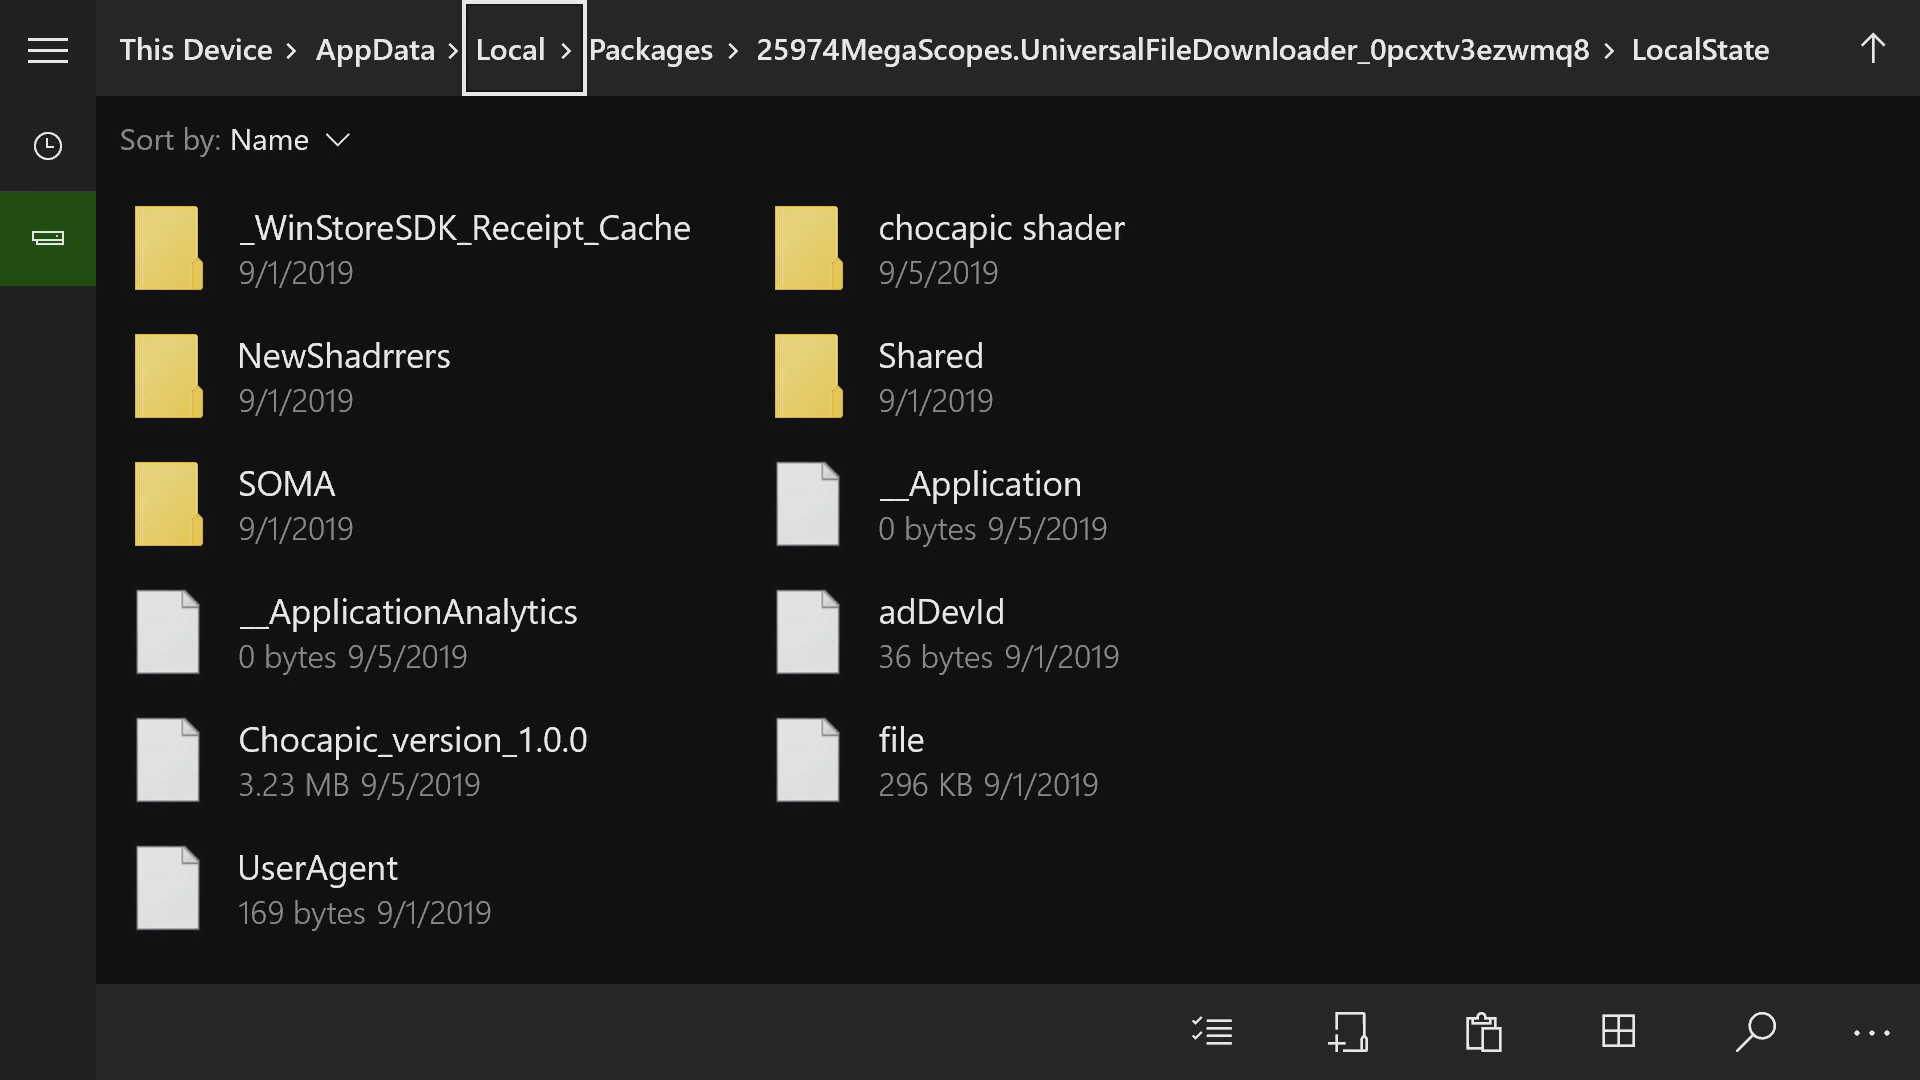 This Device > AppData > Local > Packages > 25974MegaScopes.UniversalFileDownloader_0pcxtv3ezwmq8 > LocalState
Sort by: Name
_WinStoreSDK_Receipt_Cache
9/1/2019
chocapic shader
9/5/2019
NewShadrrers
9/1/2019
Shared
9/1/2019
SOMA
9/1/2019
__Application
0 bytes 9/5/2019
__ApplicationAnalytics
0 bytes 9/5/2019
adDevId
36 bytes 9/1/2019
Chocapic_version_1.0.0
3.23 MB 9/5/2019
file
296 KB 9/1/2019
UserAgent
169 bytes 9/1/2019